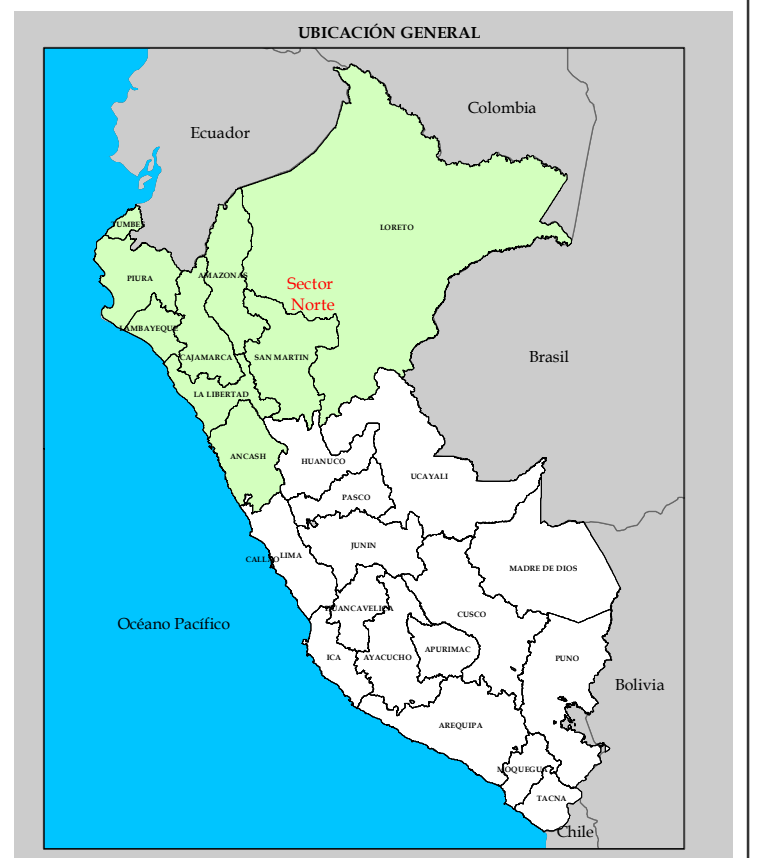 UBICACIÓN GENERAL
Colombia
Ecuador
TUMBES
LORETO
PIURA
AMAZONAS
Sector
Norte
LAMBAYEQUE
CAJAMARCA
SAN MARTIN
Brasil
LA LIBERTAD
ANCASH
HUANUCO
UCAYALI
PASCO
JUNIN
CALLAO
LIMA
MADRE DE DIOS
HUANCAVELICA
CUSCO
Océano Pacífico
APURIMAC
ICA
AYACUCHO
PUNO
Bolivia
AREQUIPA
MOQUEGUA
TACNA
Chile